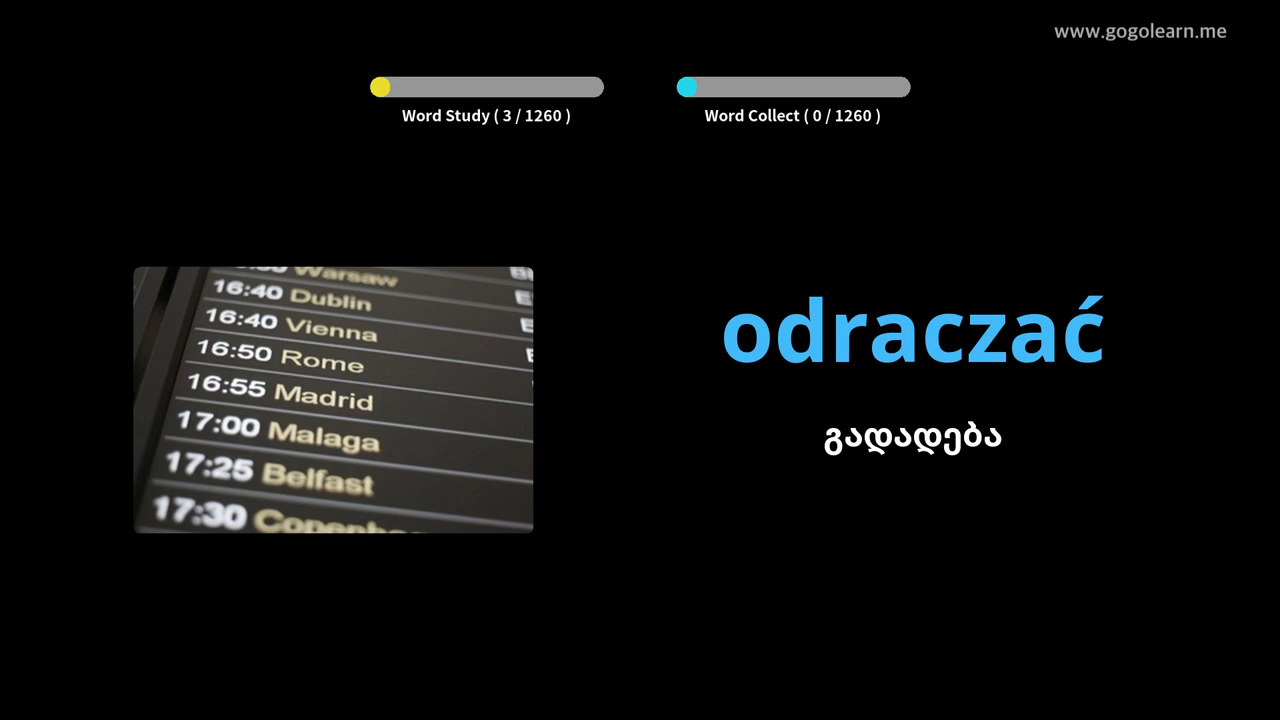 www.gogolearn.me
Word Study ( 3 / 1260 )
Word Collect ( 0 / 1260 )
Warsaw
16:40 Dublin
16:40 Vienna
16:50 Rome
16:55 Madrid
17:00 Malaga
17:25 Belfast
17:30
odraczać
გადადება